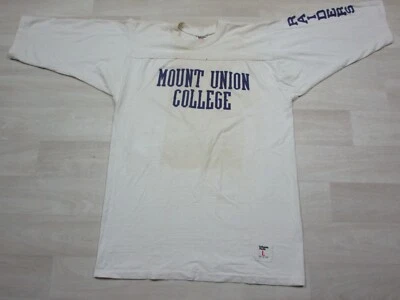 RAIDERS
MOUNT UNION
COLLEGE
L